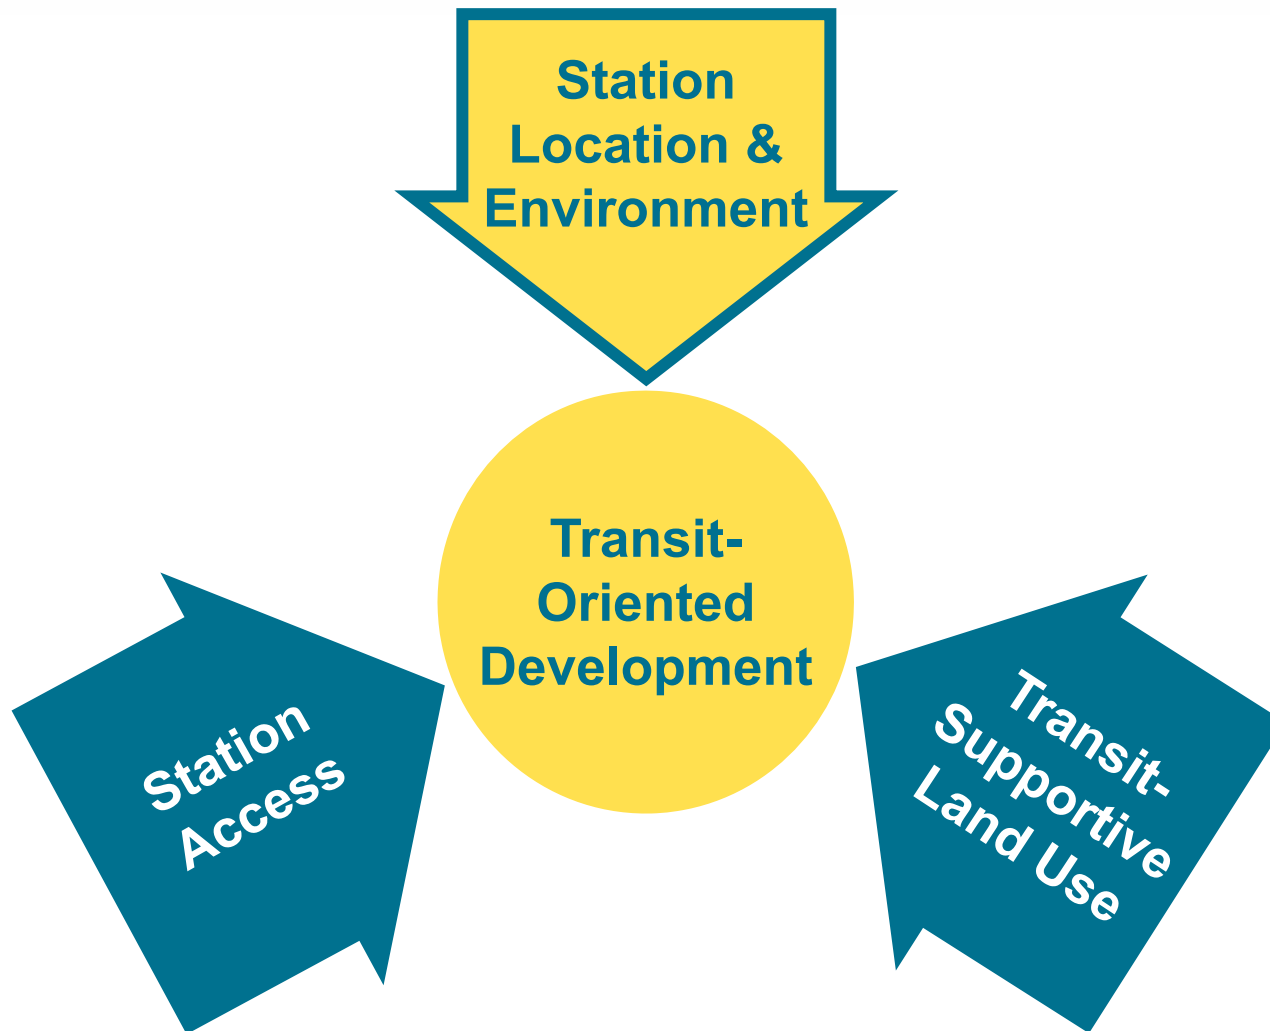 Station
Location &
Environment
Transit-
Oriented
Development
Station
Access
Transit-
Supportive
Land Use